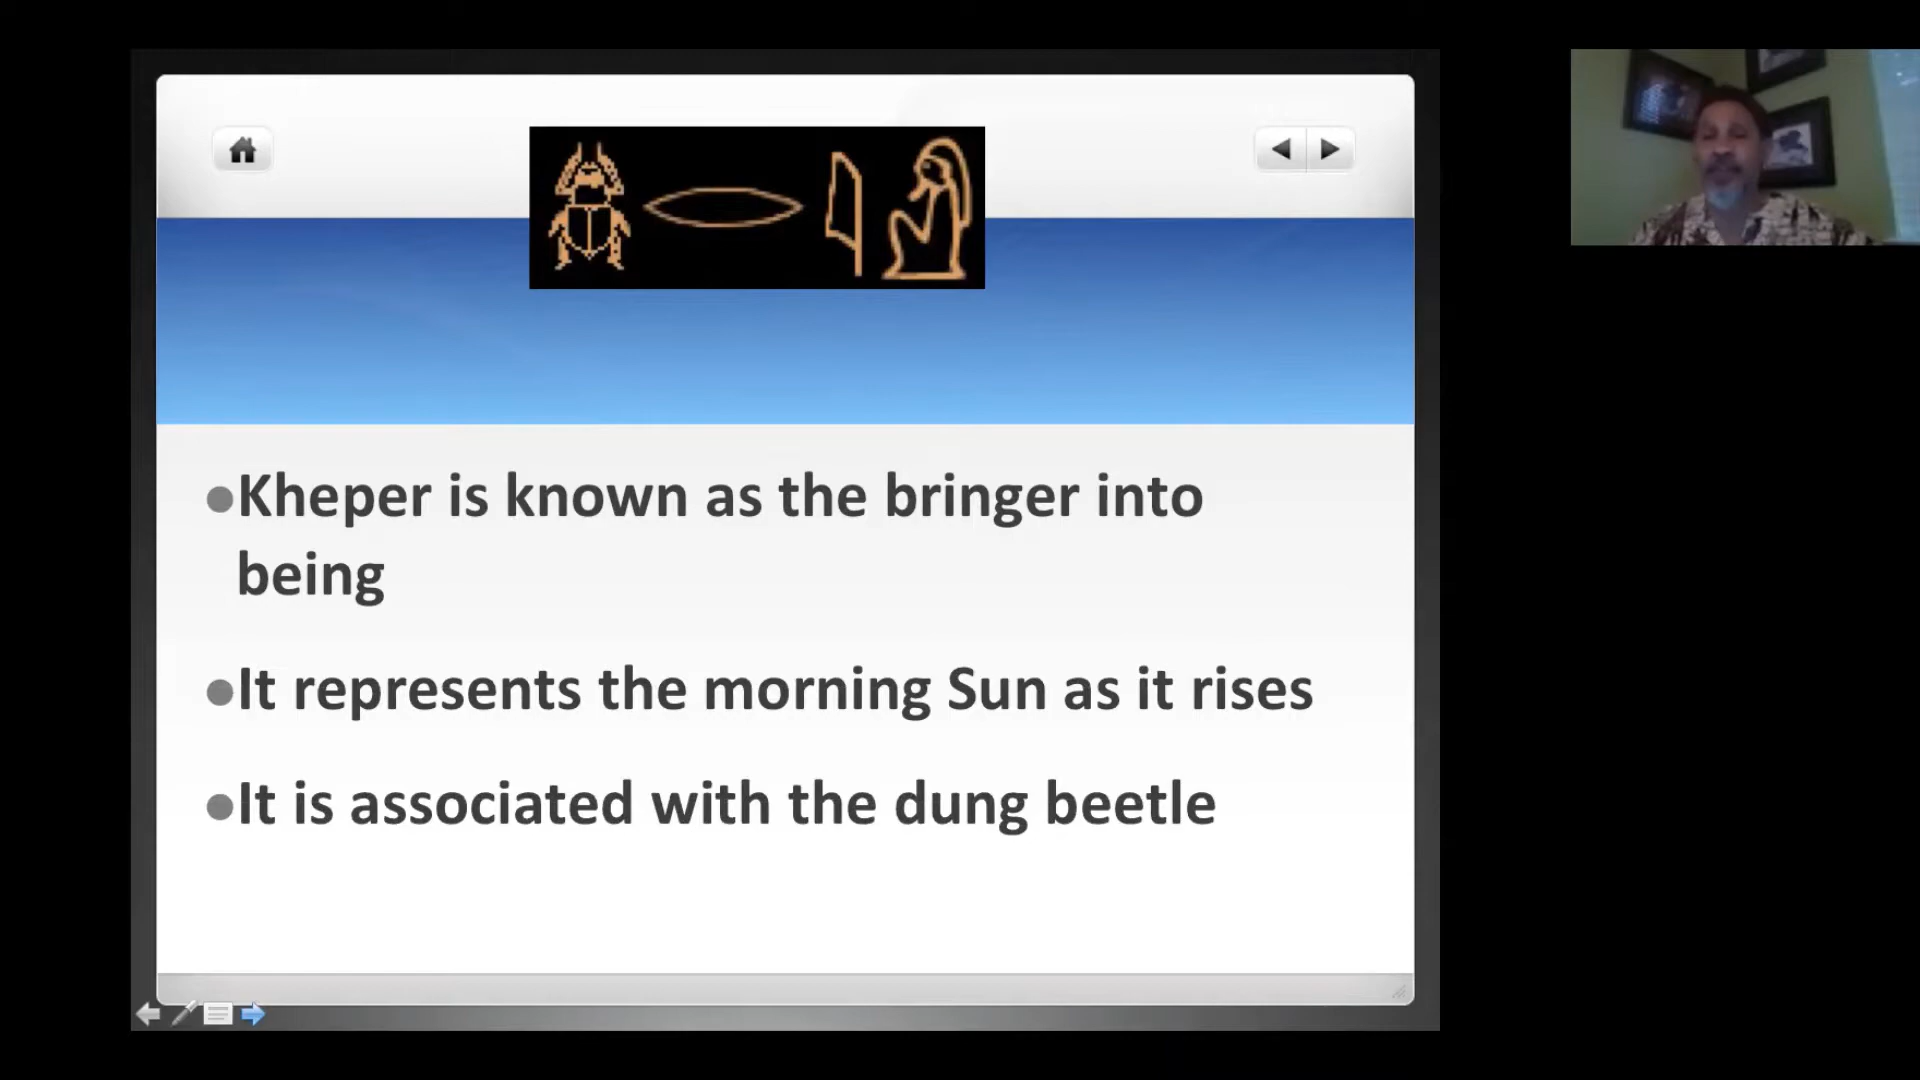 𓆣𓂋𓇋𓀭
•Kheper is known as the bringer into
being
•It represents the morning Sun as it rises
•It is associated with the dung beetle